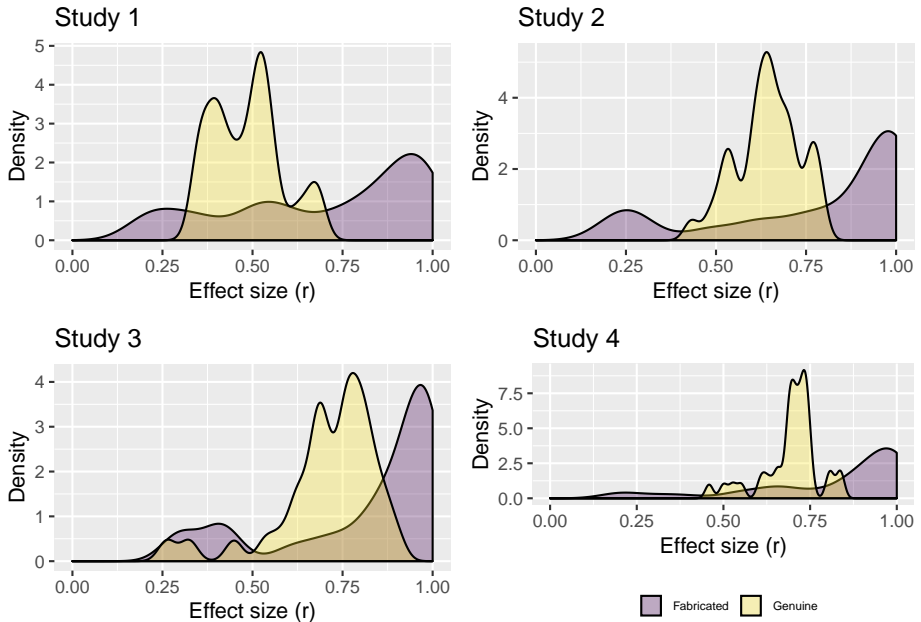 Study 1
5
4
3
2
1
0
Density
0.00 0.25 0.50 0.75 1.00
Effect size (r)
Study 2
4
2
0
Density
0.00 0.25 0.50 0.75 1.00
Effect size (r)
Study 3
4
3
2
1
0
Density
0.00 0.25 0.50 0.75 1.00
Effect size (r)
Study 4
7.5
5.0
2.5
0.0
Density
0.00 0.25 0.50 0.75 1.00
Effect size (r)
Fabricated Genuine